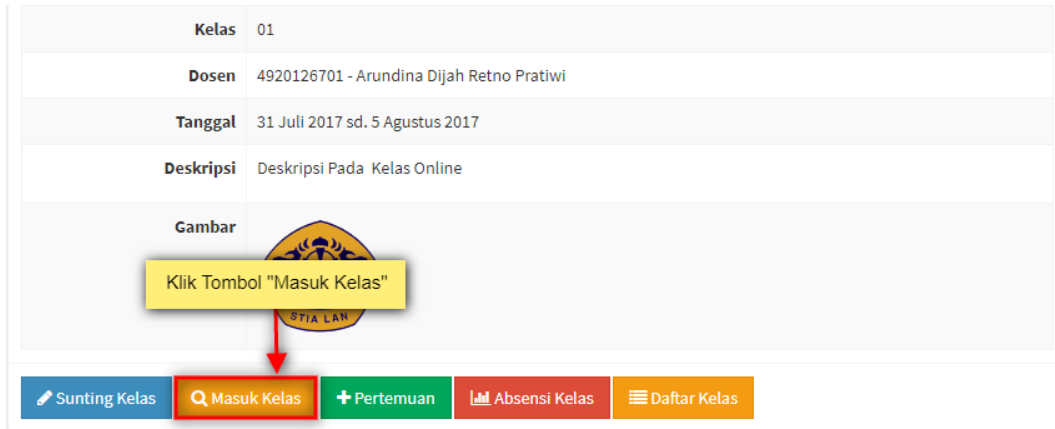 Kelas 01
Dosen 4920126701 - Arundina Dijah Retno Pratiwi
Tanggal 31 Juli 2017 sd. 5 Agustus 2017
Deskripsi Deskripsi Pada Kelas Online
Gambar
Klik Tombol "Masuk Kelas"
STIA LAN
Sunting Kelas Masuk Kelas Pertemuan Absensi Kelas Daftar Kelas